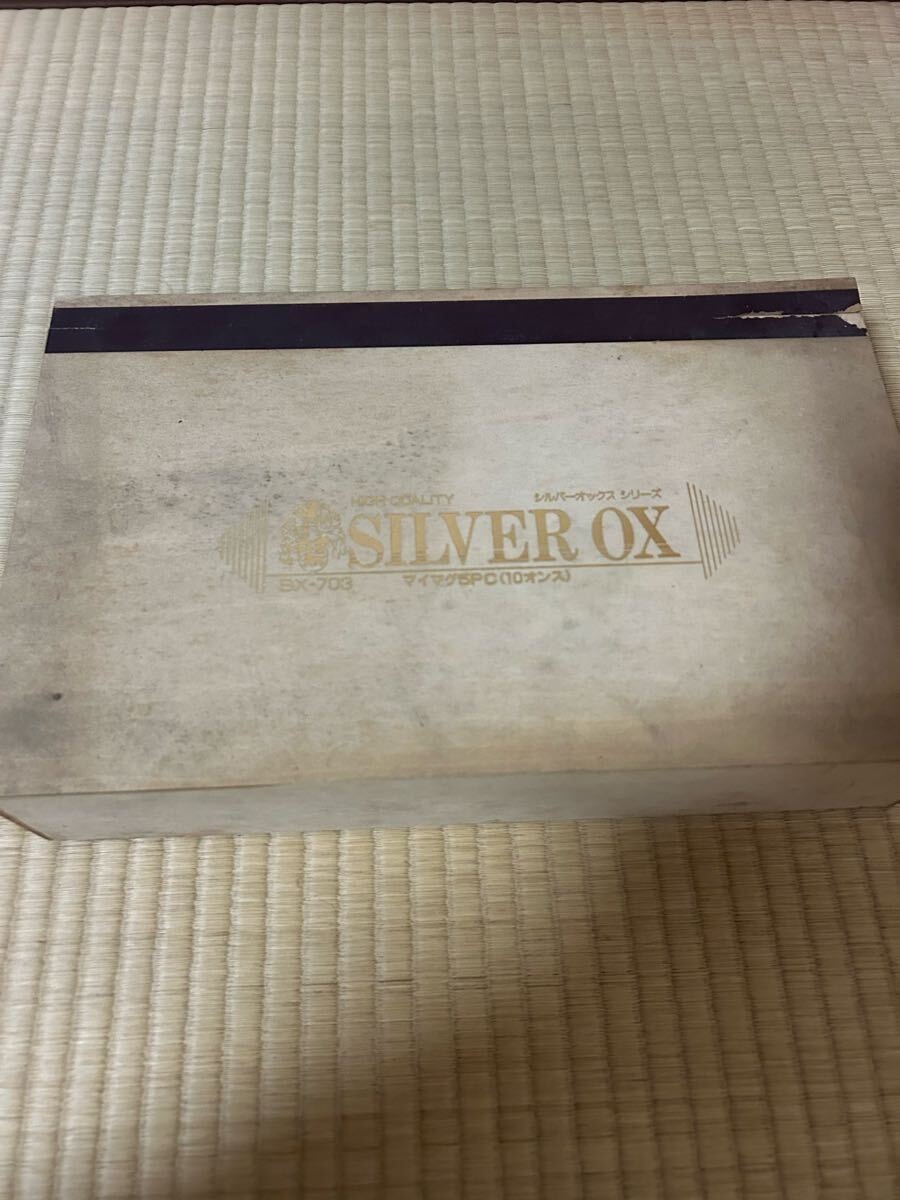 HIGH QUALITY
シルバーオックス シリーズ
SILVER OX
SX-703
マイマグ5PC(10オンス)